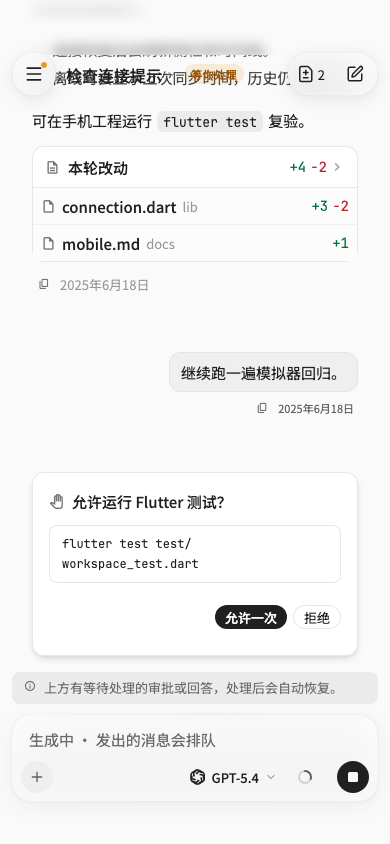 检查连接提示
等你处理
2
可在手机工程运行 flutter test 复验。
本轮改动 +4 -2
connection.dart lib +3 -2
mobile.md docs +1
2025年6月18日
继续跑一遍模拟器回归。
2025年6月18日
允许运行 Flutter 测试?
flutter test test/
workspace_test.dart
允许一次 拒绝
上方有等待处理的审批或回答，处理后会自动恢复。
生成中 · 发出的消息会排队
GPT-5.4